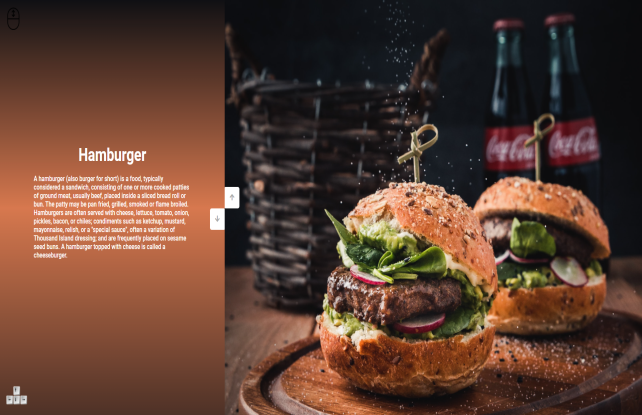 Hamburger
A hamburger (also burger for short) is a food, typically
considered a sandwich, consisting of one or more cooked patties
of ground meat, usually beef, placed inside a sliced bread roll or
bun. The patty may be pan fried, grilled, smoked or flame broiled.
Hamburgers are often served with cheese, lettuce, tomato, onion,
pickles, bacon, or chiles; condiments such as ketchup, mustard,
mayonnaise, relish, or a "special sauce", often a variation of
Thousand Island dressing; and are frequently placed on sesame
seed buns. A hamburger topped with cheese is called a
cheeseburger.
Coca-Cola
Coca-Cola